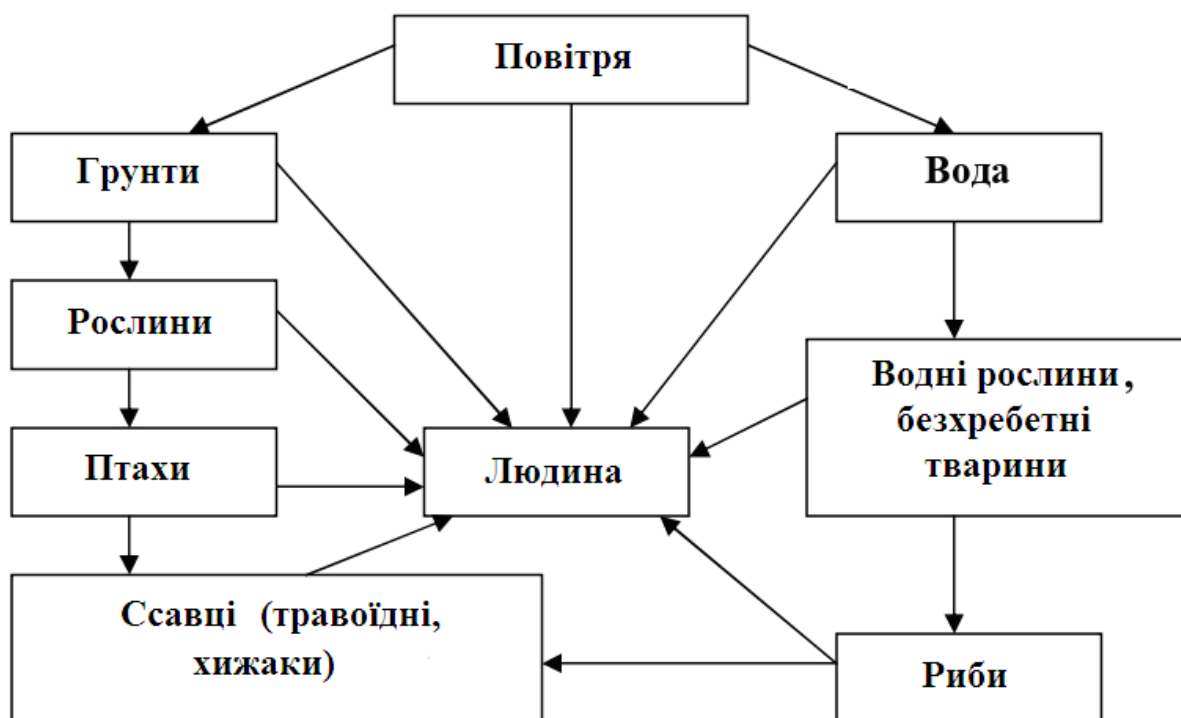 Повітря
Грунти
Вода
Рослини
Водні рослини,
безхребетні
тварини
Птахи
Людина
Ссавці (травоїдні,
хижаки)
Риби